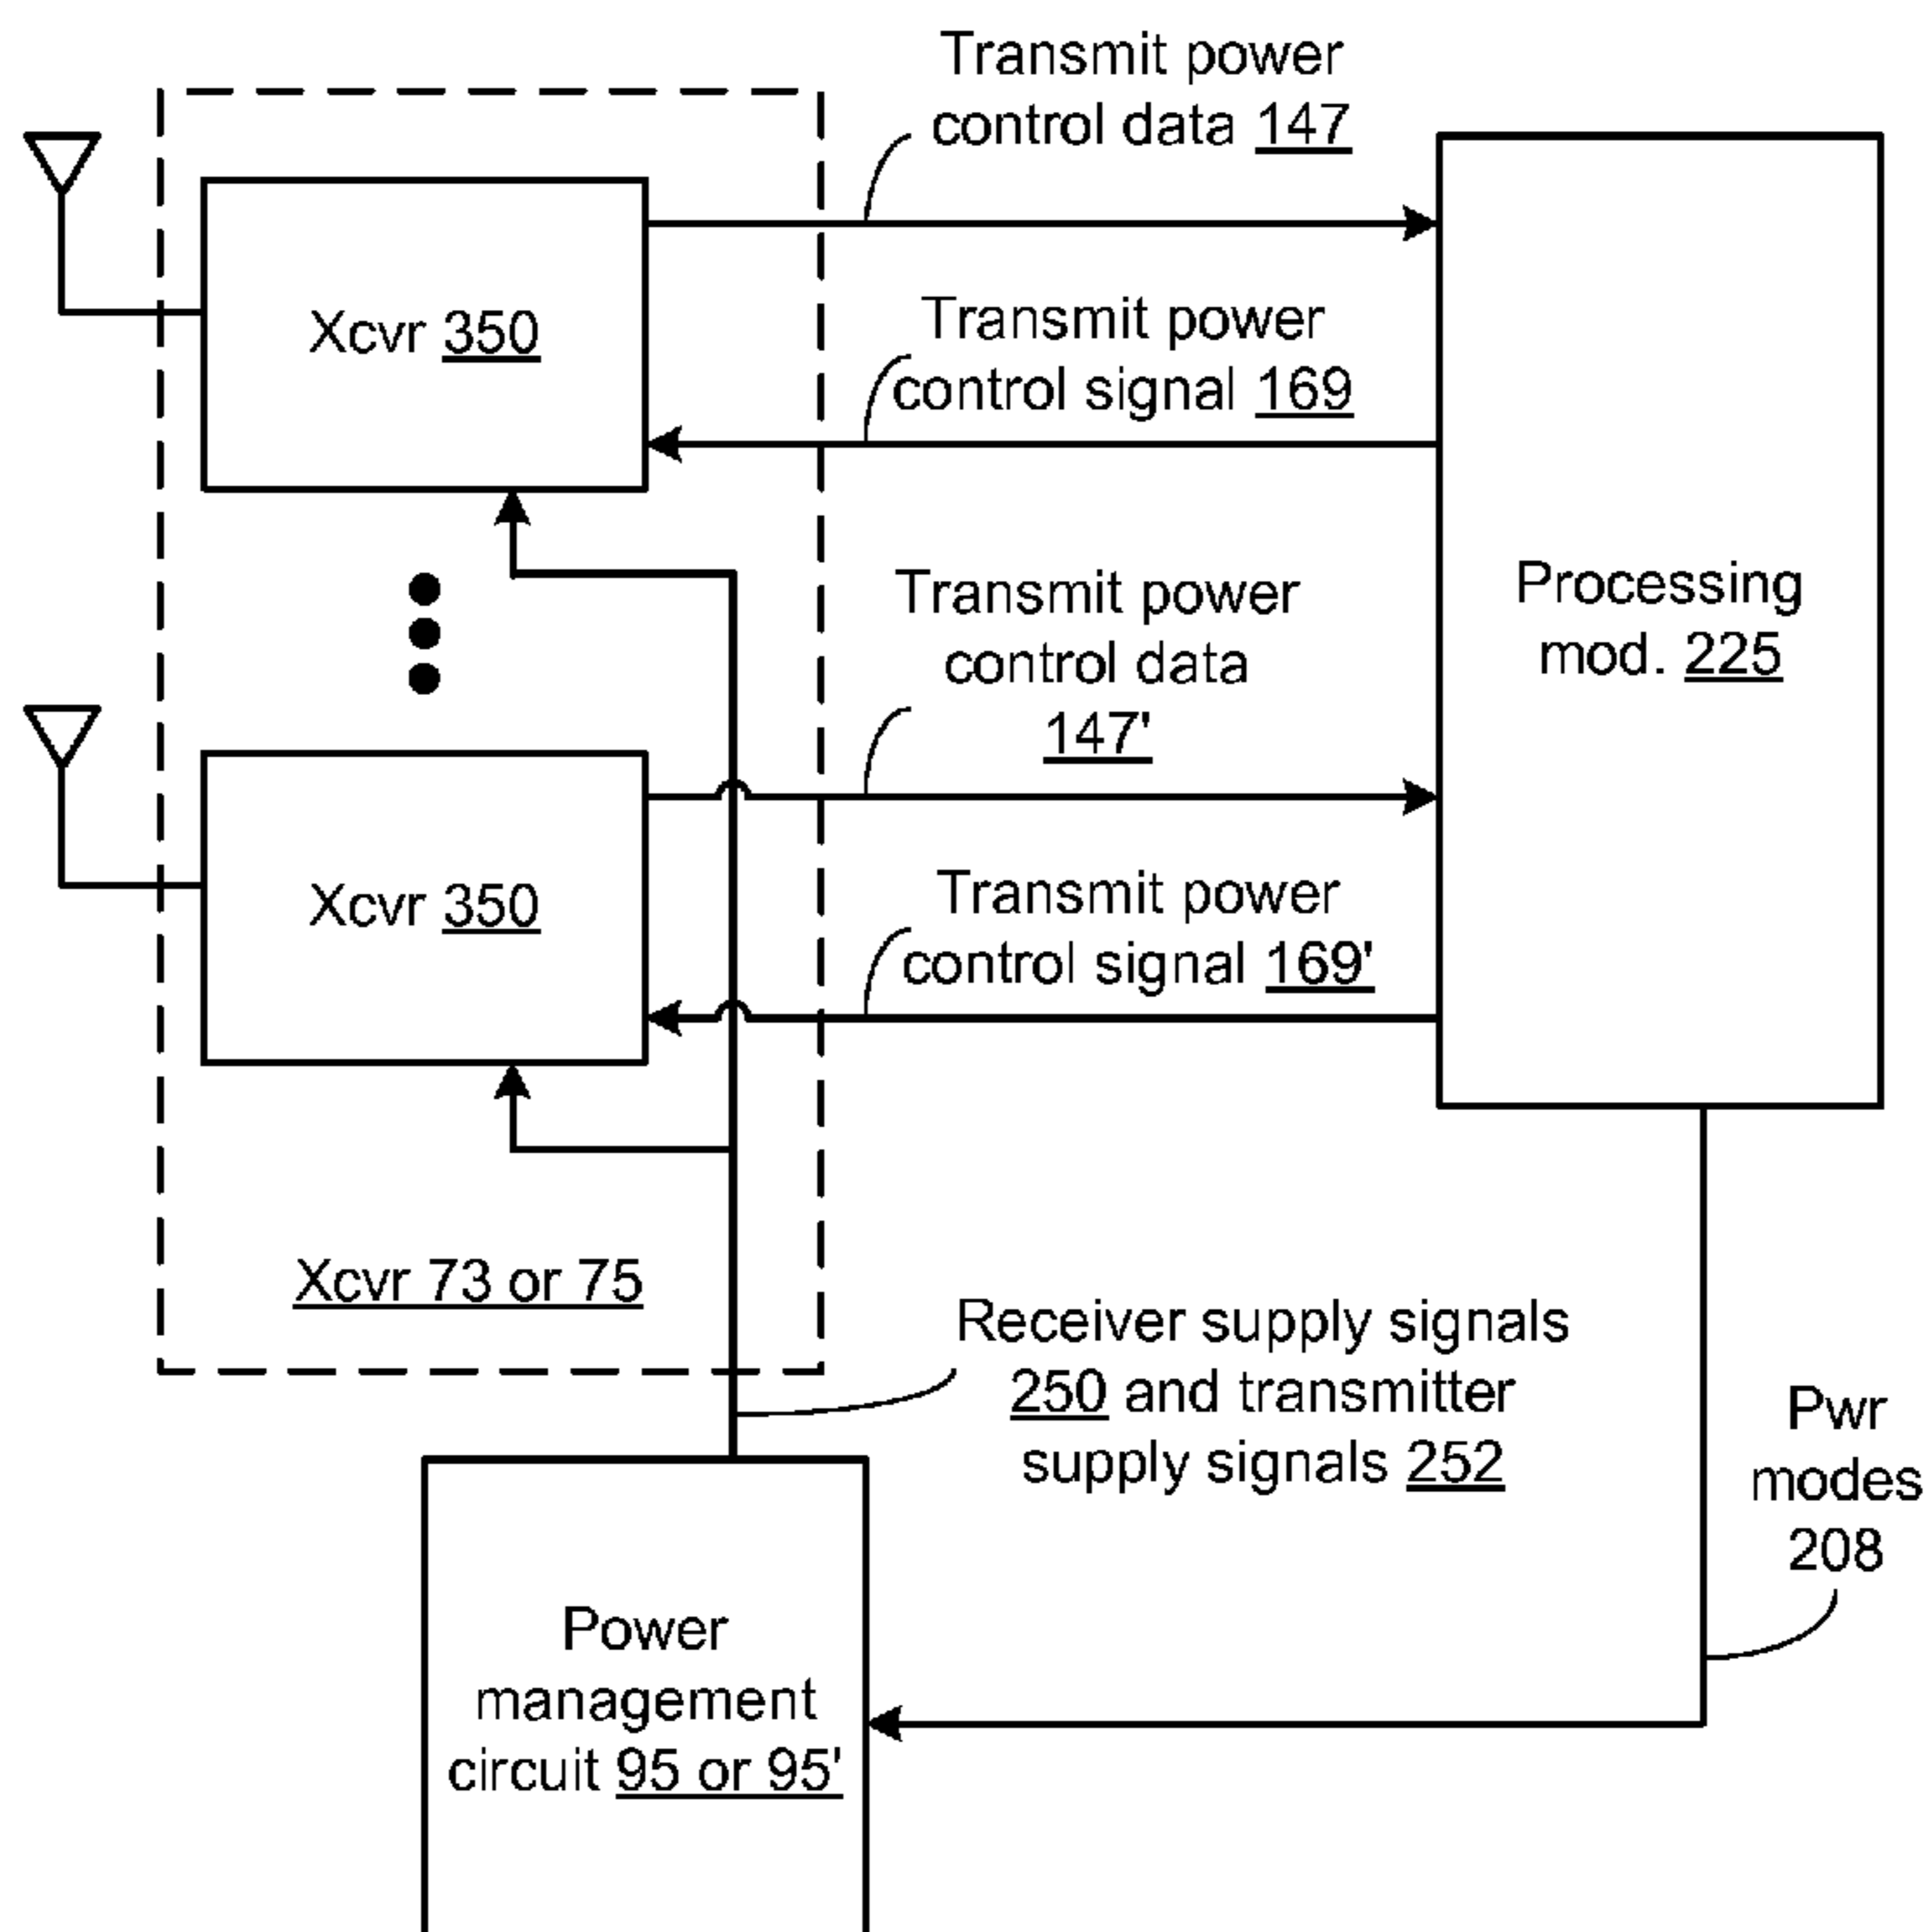 Transmit power
control data 147
Xcvr 350
Transmit power
control signal 169
Processing
mod. 225
Transmit power
control data
147'
Xcvr 350
Transmit power
control signal 169'
Xcvr 73 or 75
Receiver supply signals
250 and transmitter
supply signals 252
Pwr
modes
208
Power
management
circuit 95 or 95'